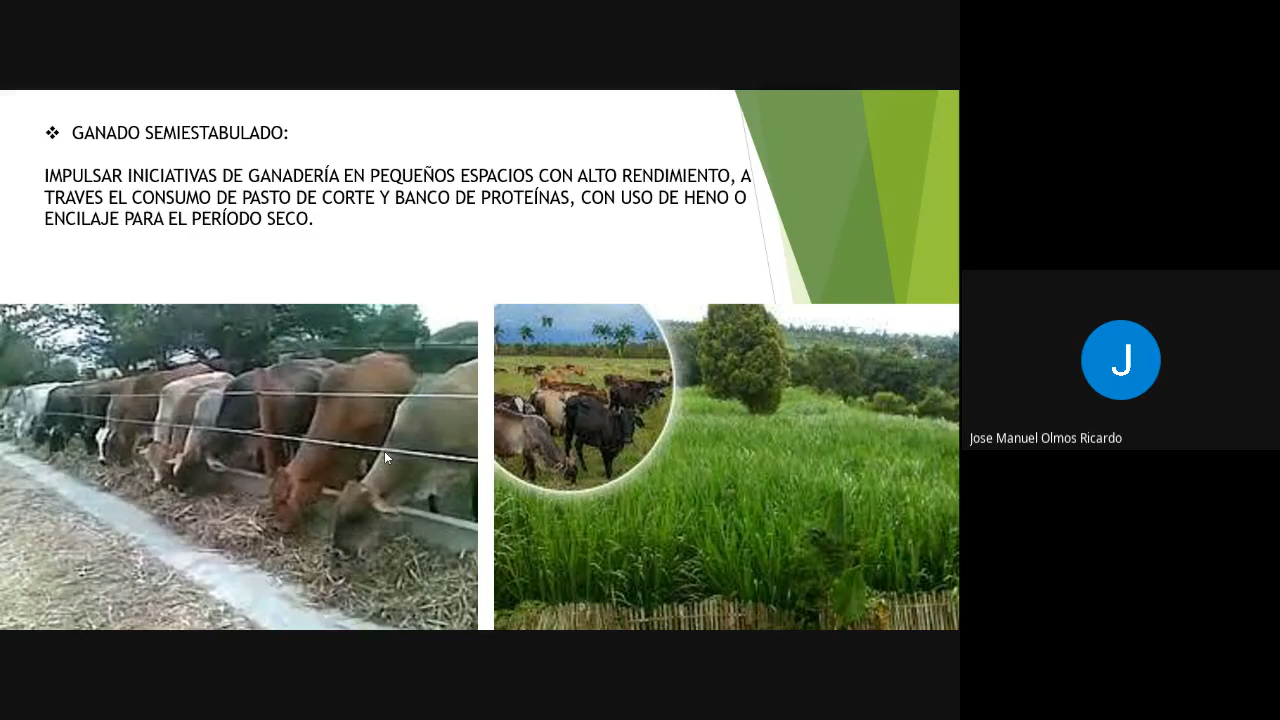 ❖ GANADO SEMIESTABULADO:
IMPULSAR INICIATIVAS DE GANADERÍA EN PEQUEÑOS ESPACIOS CON ALTO RENDIMIENTO, A
TRAVES EL CONSUMO DE PASTO DE CORTE Y BANCO DE PROTEÍNAS, CON USO DE HENO O
ENCILAJE PARA EL PERÍODO SECO.
J
Jose Manuel Olmos Ricardo